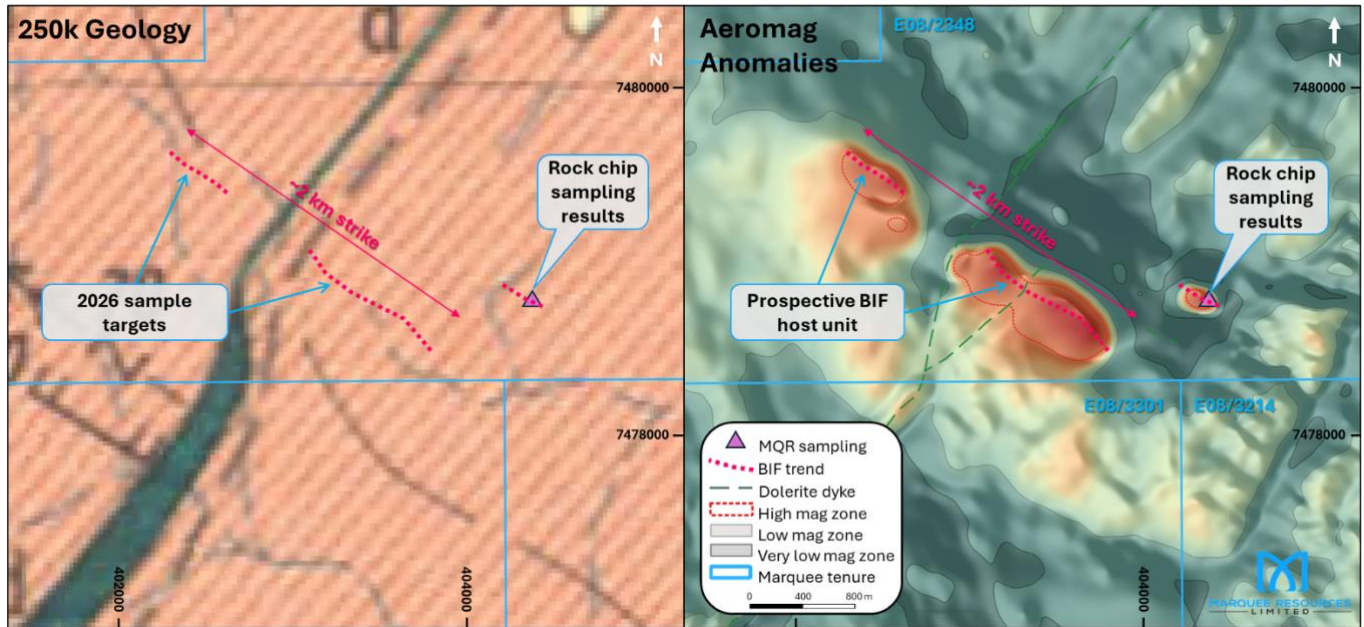 250k Geology
N
7480000
~2 km strike
Rock chip
sampling
results
2026 sample
targets
402000
404000
Aeromag
Anomalies
E08/2348
N
7480000
~2 km strike
Rock chip
sampling
results
Prospective BIF
host unit
E08/3301
E08/3214
7478000
MQR sampling
BIF trend
Dolerite dyke
High mag zone
Low mag zone
Very low mag zone
Marquee tenure
0 400 800 m
404000
MARQUEE RESOURCES
LIMITED